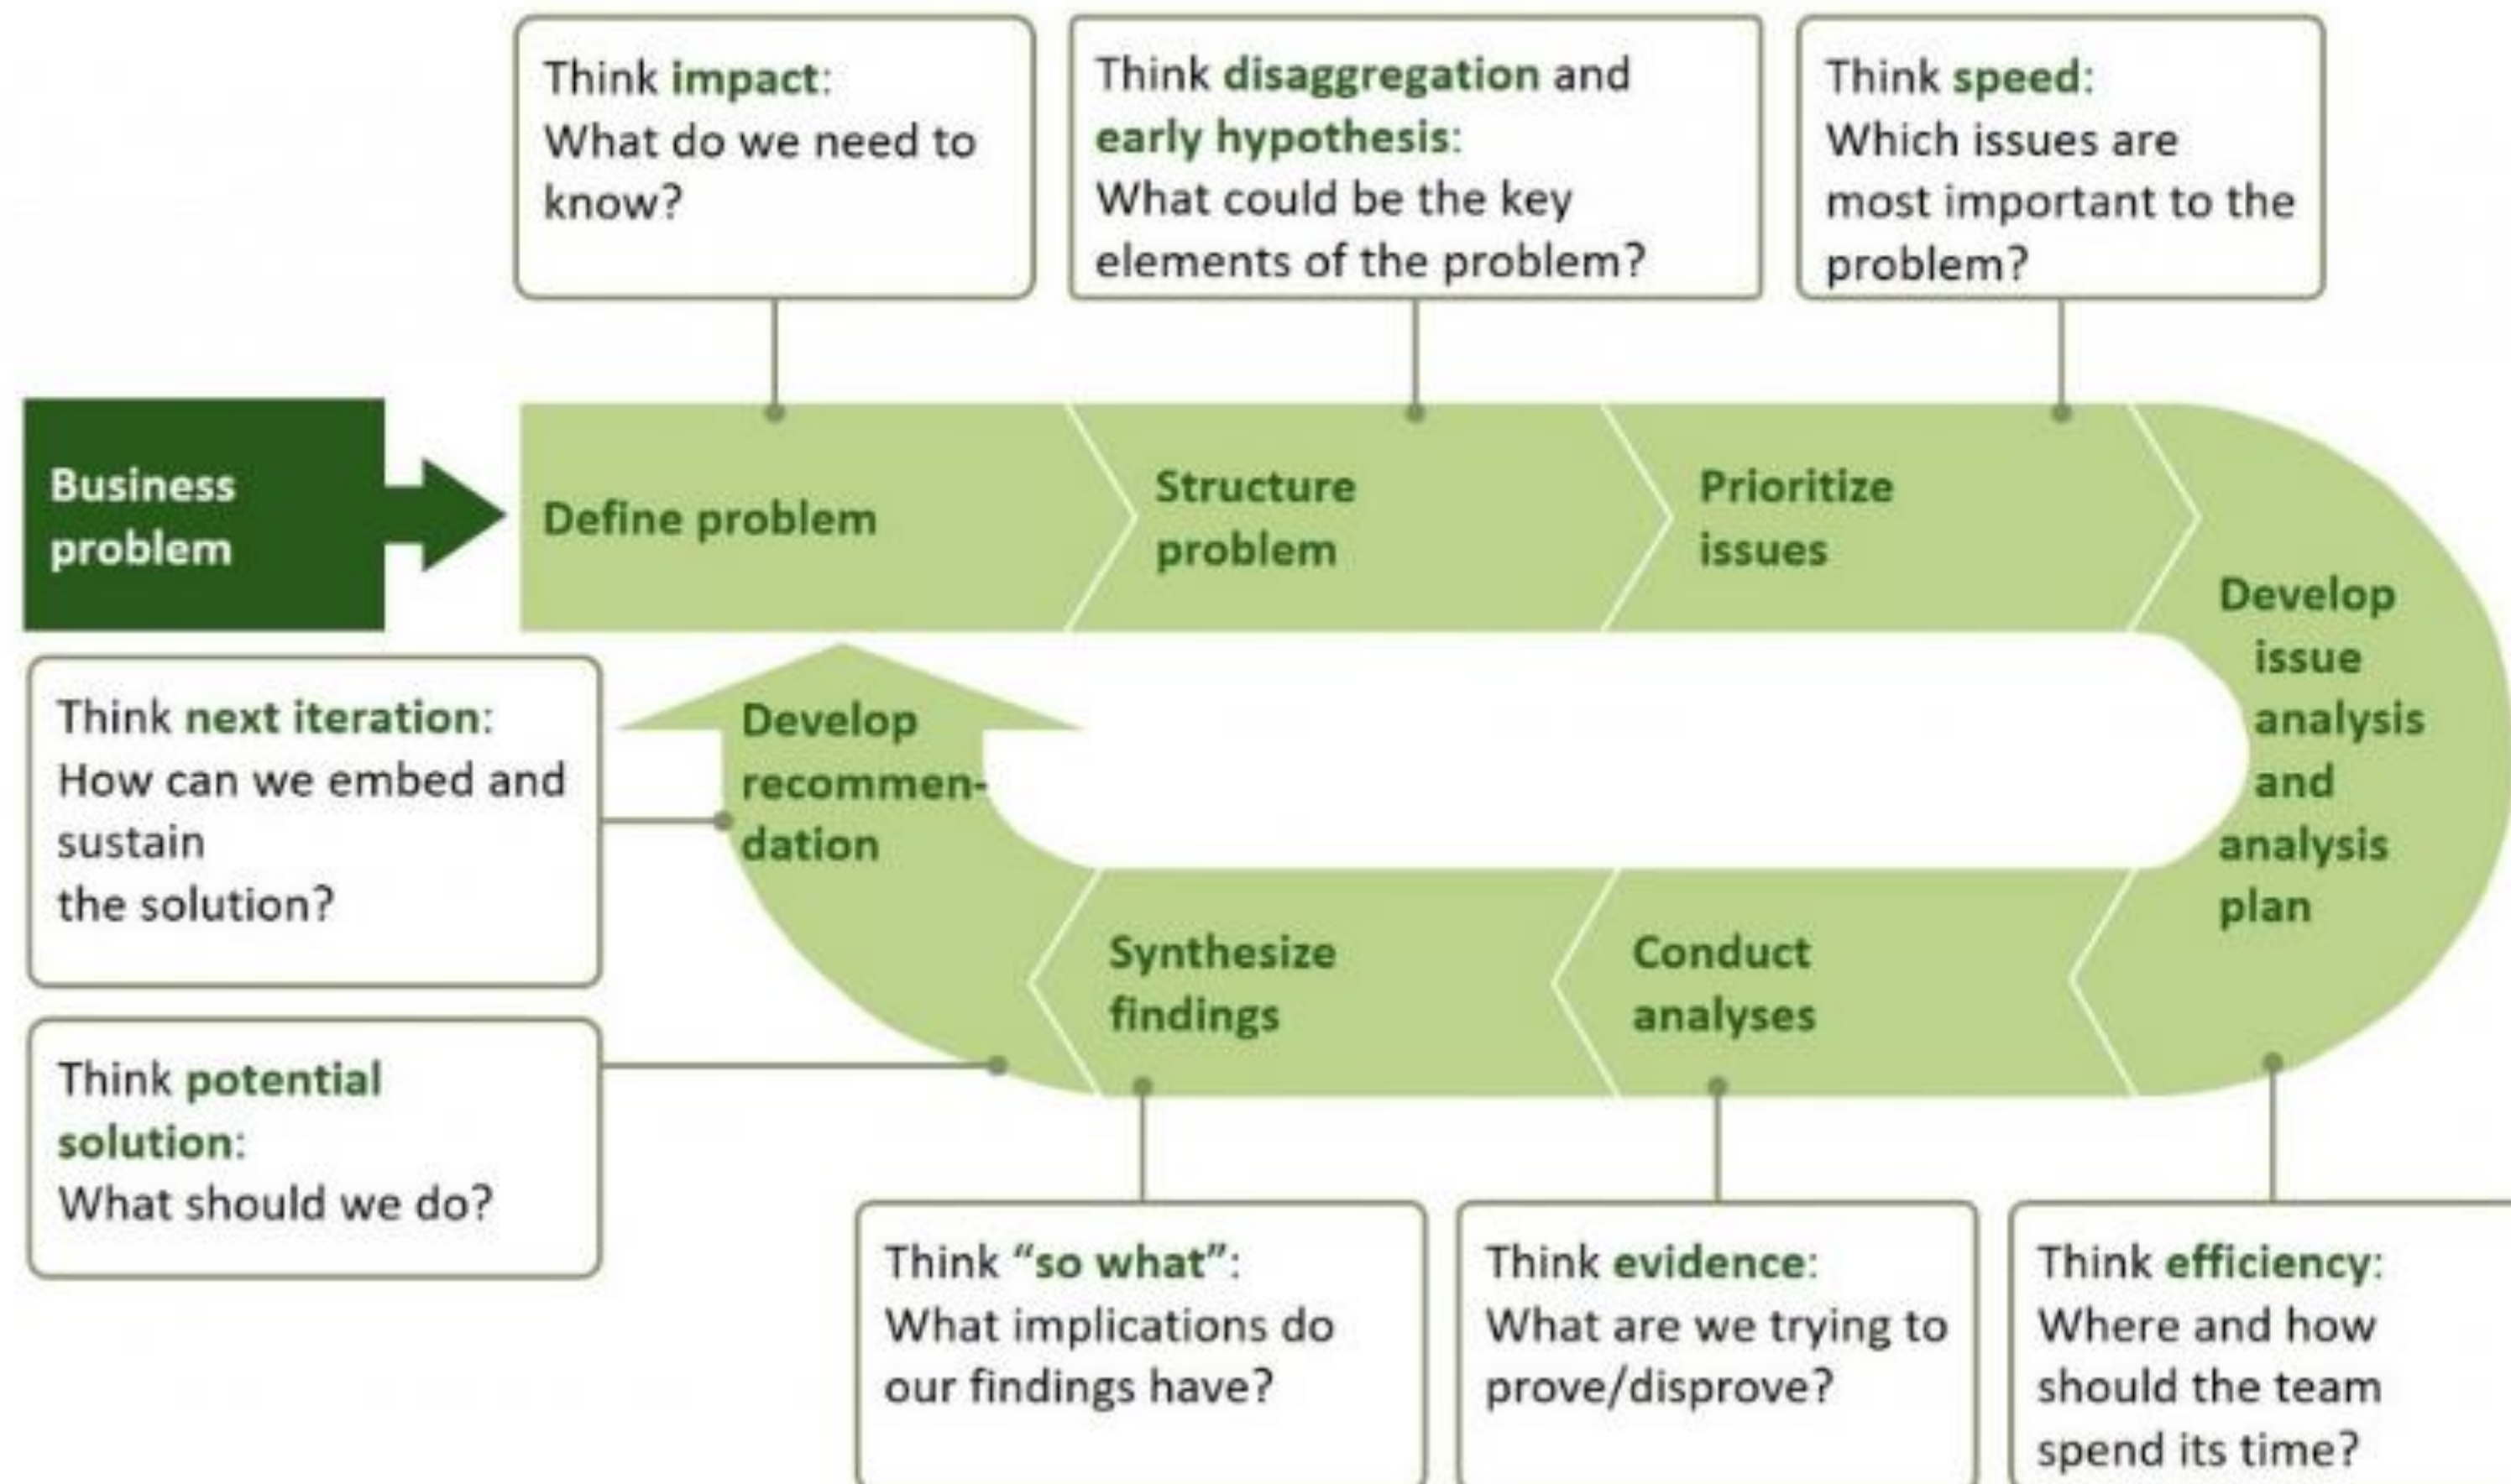 Think impact:
What do we need to
know?
Think disaggregation and
early hypothesis:
What could be the key
elements of the problem?
Think speed:
Which issues are
most important to the
problem?
Business
problem
Define problem
Structure
problem
Prioritize
issues
Develop
issue
analysis
and
analysis
plan
Conduct
analyses
Synthesize
findings
Develop
recommen-
dation
Think next iteration:
How can we embed and
sustain
the solution?
Think potential
solution:
What should we do?
Think “so what”:
What implications do
our findings have?
Think evidence:
What are we trying to
prove/disprove?
Think efficiency:
Where and how
should the team
spend its time?